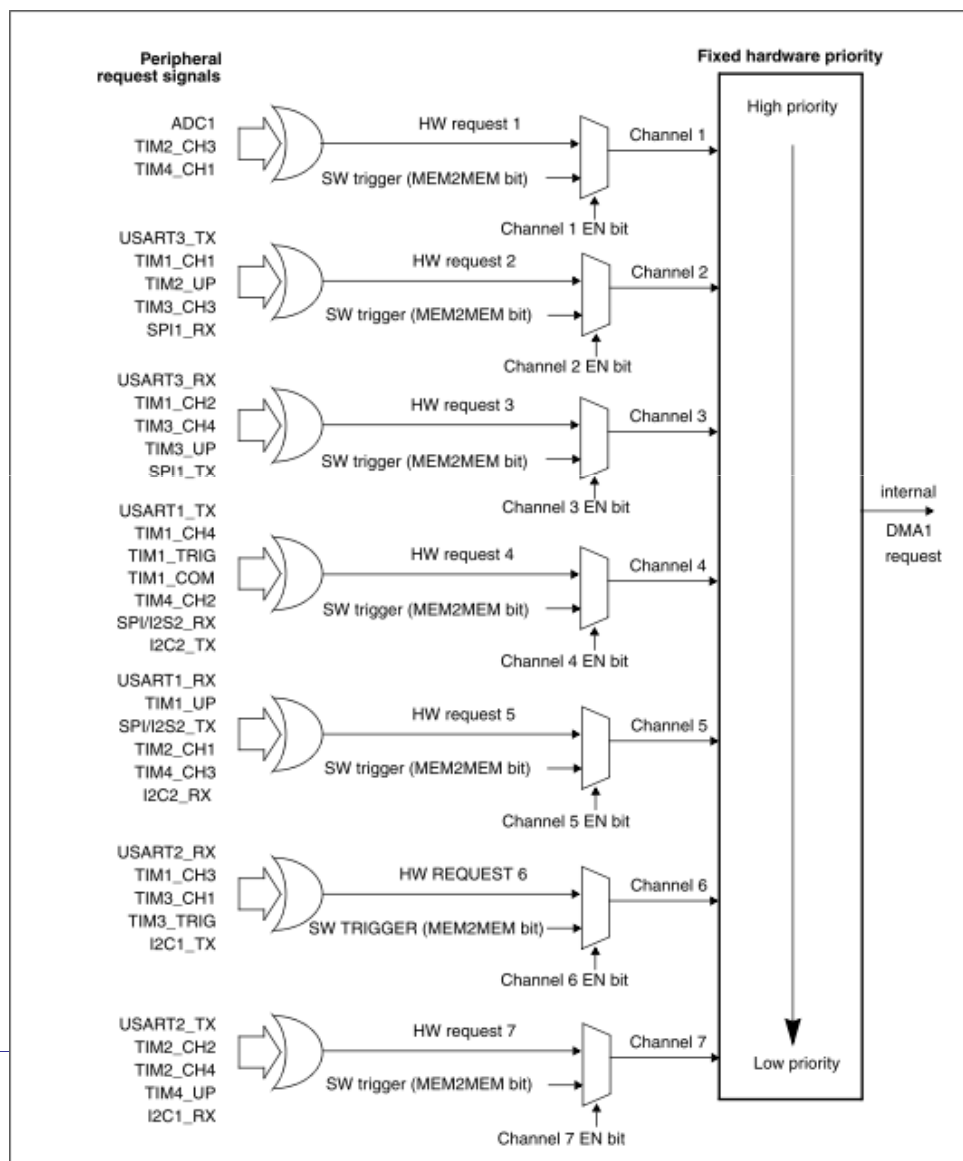 Peripheral
request signals
Fixed hardware priority
High priority
ADC1
TIM2_CH3
TIM4_CH1
HW request 1
SW trigger (MEM2MEM bit)
Channel 1
Channel 1 EN bit
USART3_TX
TIM1_CH1
TIM2_UP
TIM3_CH3
SPI1_RX
HW request 2
SW trigger (MEM2MEM bit)
Channel 2
Channel 2 EN bit
USART3_RX
TIM1_CH2
TIM3_CH4
TIM3_UP
SPI1_TX
HW request 3
SW trigger (MEM2MEM bit)
Channel 3
Channel 3 EN bit
internal
DMA1
request
USART1_TX
TIM1_CH4
TIM1_TRIG
TIM1_COM
TIM4_CH2
SPI/I2S2_RX
I2C2_TX
HW request 4
SW trigger (MEM2MEM bit)
Channel 4
Channel 4 EN bit
USART1_RX
TIM1_UP
SPI/I2S2_TX
TIM2_CH1
TIM4_CH3
I2C2_RX
HW request 5
SW trigger (MEM2MEM bit)
Channel 5
Channel 5 EN bit
USART2_RX
TIM1_CH3
TIM3_CH1
TIM3_TRIG
I2C1_TX
HW REQUEST 6
SW TRIGGER (MEM2MEM bit)
Channel 6
Channel 6 EN bit
USART2_TX
TIM2_CH2
TIM2_CH4
TIM4_UP
I2C1_RX
HW request 7
SW trigger (MEM2MEM bit)
Channel 7
Channel 7 EN bit
Low priority